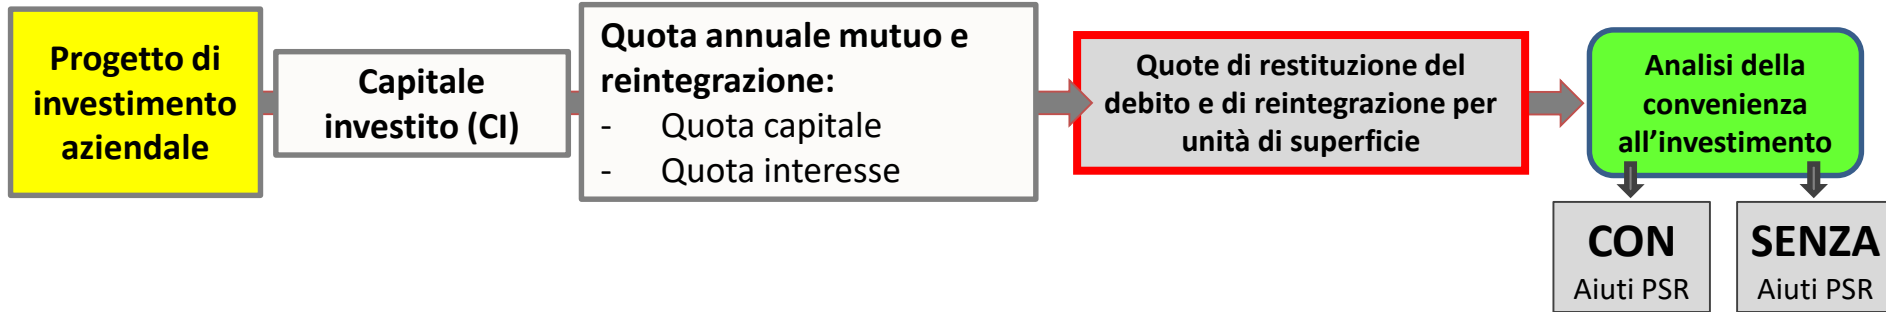 Progetto di
investimento
aziendale
Capitale
investito (CI)
Quota annuale mutuo e
reintegrazione:
- Quota capitale
- Quota interesse
Quote di restituzione del
debito e di reintegrazione per
unità di superficie
Analisi della
convenienza
all’investimento
CON
Aiuti PSR
SENZA
Aiuti PSR